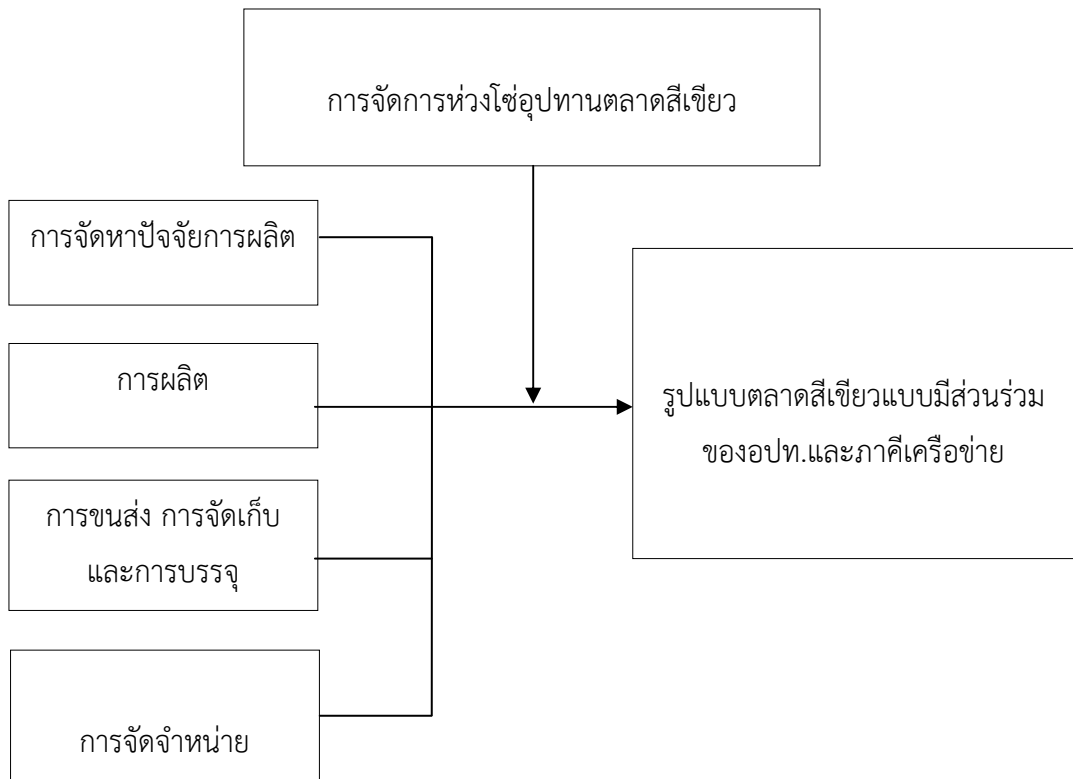 การจัดการห่วงโซ่อุปทานตลาดสีเขียว
การจัดหาปัจจัยการผลิต
การผลิต
การขนส่ง การจัดเก็บ
และการบรรจุ
การจัดจำหน่าย
รูปแบบตลาดสีเขียวแบบมีส่วนร่วม
ของอปท.และภาคีเครือข่าย